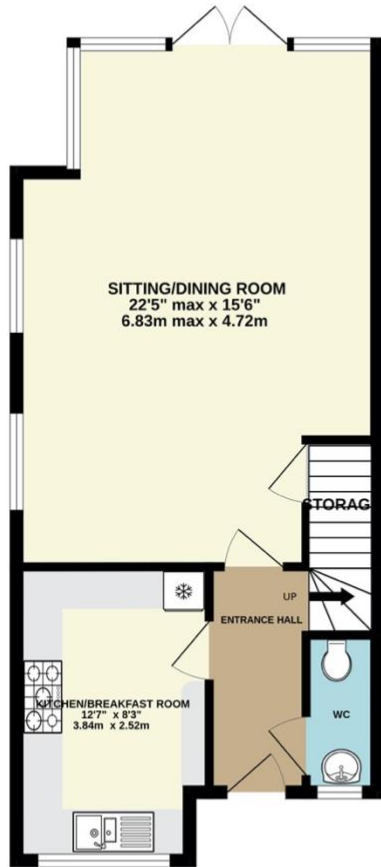 SITTING/DINING ROOM
22'5" max x 15'6"
6.83m max x 4.72m
STORAG
UP
ENTRANCE HALL
KITCHEN/BREAKFAST ROOM
12'7" x 8'3"
3.84m x 2.52m
WC